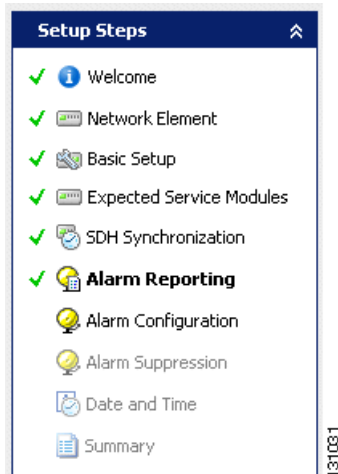 Setup Steps
Welcome
Network Element
Basic Setup
Expected Service Modules
SDH Synchronization
Alarm Reporting
Alarm Configuration
Alarm Suppression
Date and Time
Summary
131031